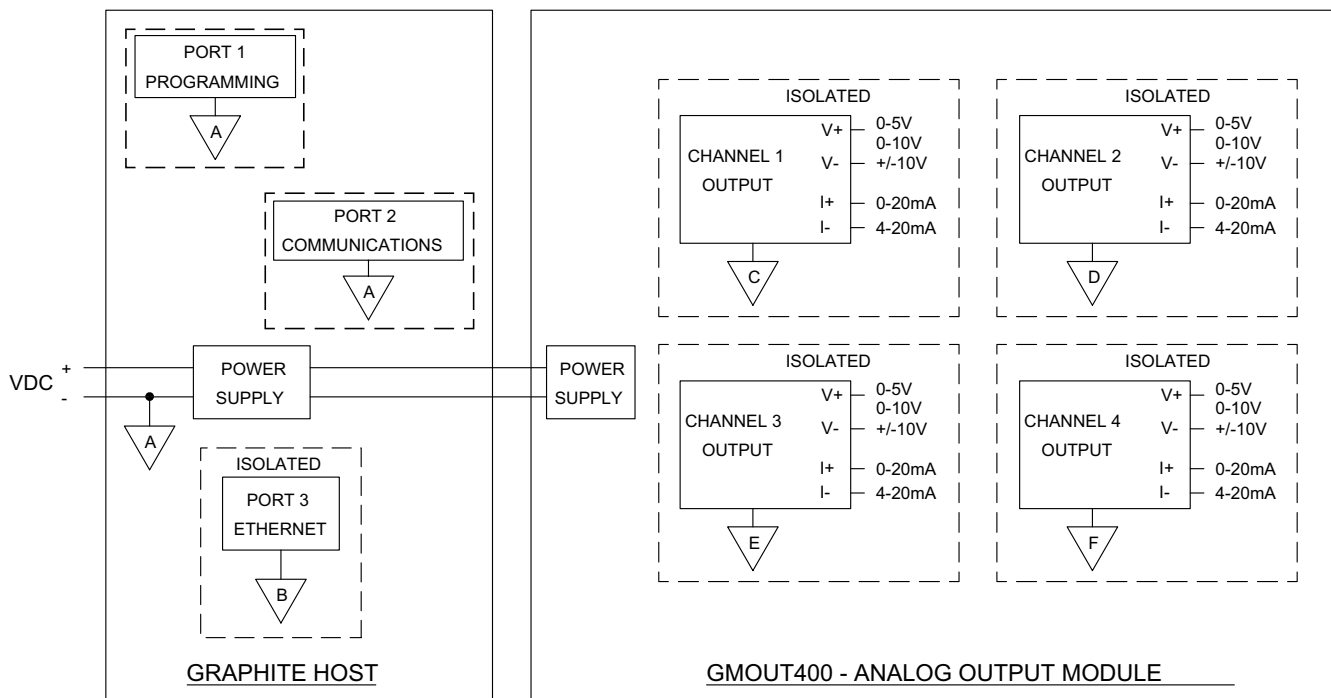 PORT 1
PROGRAMMING
A
PORT 2
COMMUNICATIONS
A
VDC
+
-
A
POWER
SUPPLY
ISOLATED
PORT 3
ETHERNET
B
GRAPHITE HOST
POWER
SUPPLY
ISOLATED
CHANNEL 1
OUTPUT
V+ 0-5V
0-10V
V- +/-10V
I+ 0-20mA
I- 4-20mA
C
ISOLATED
CHANNEL 2
OUTPUT
V+ 0-5V
0-10V
V- +/-10V
I+ 0-20mA
I- 4-20mA
D
ISOLATED
CHANNEL 3
OUTPUT
V+ 0-5V
0-10V
V- +/-10V
I+ 0-20mA
I- 4-20mA
E
ISOLATED
CHANNEL 4
OUTPUT
V+ 0-5V
0-10V
V- +/-10V
I+ 0-20mA
I- 4-20mA
F
GMOUT400 - ANALOG OUTPUT MODULE